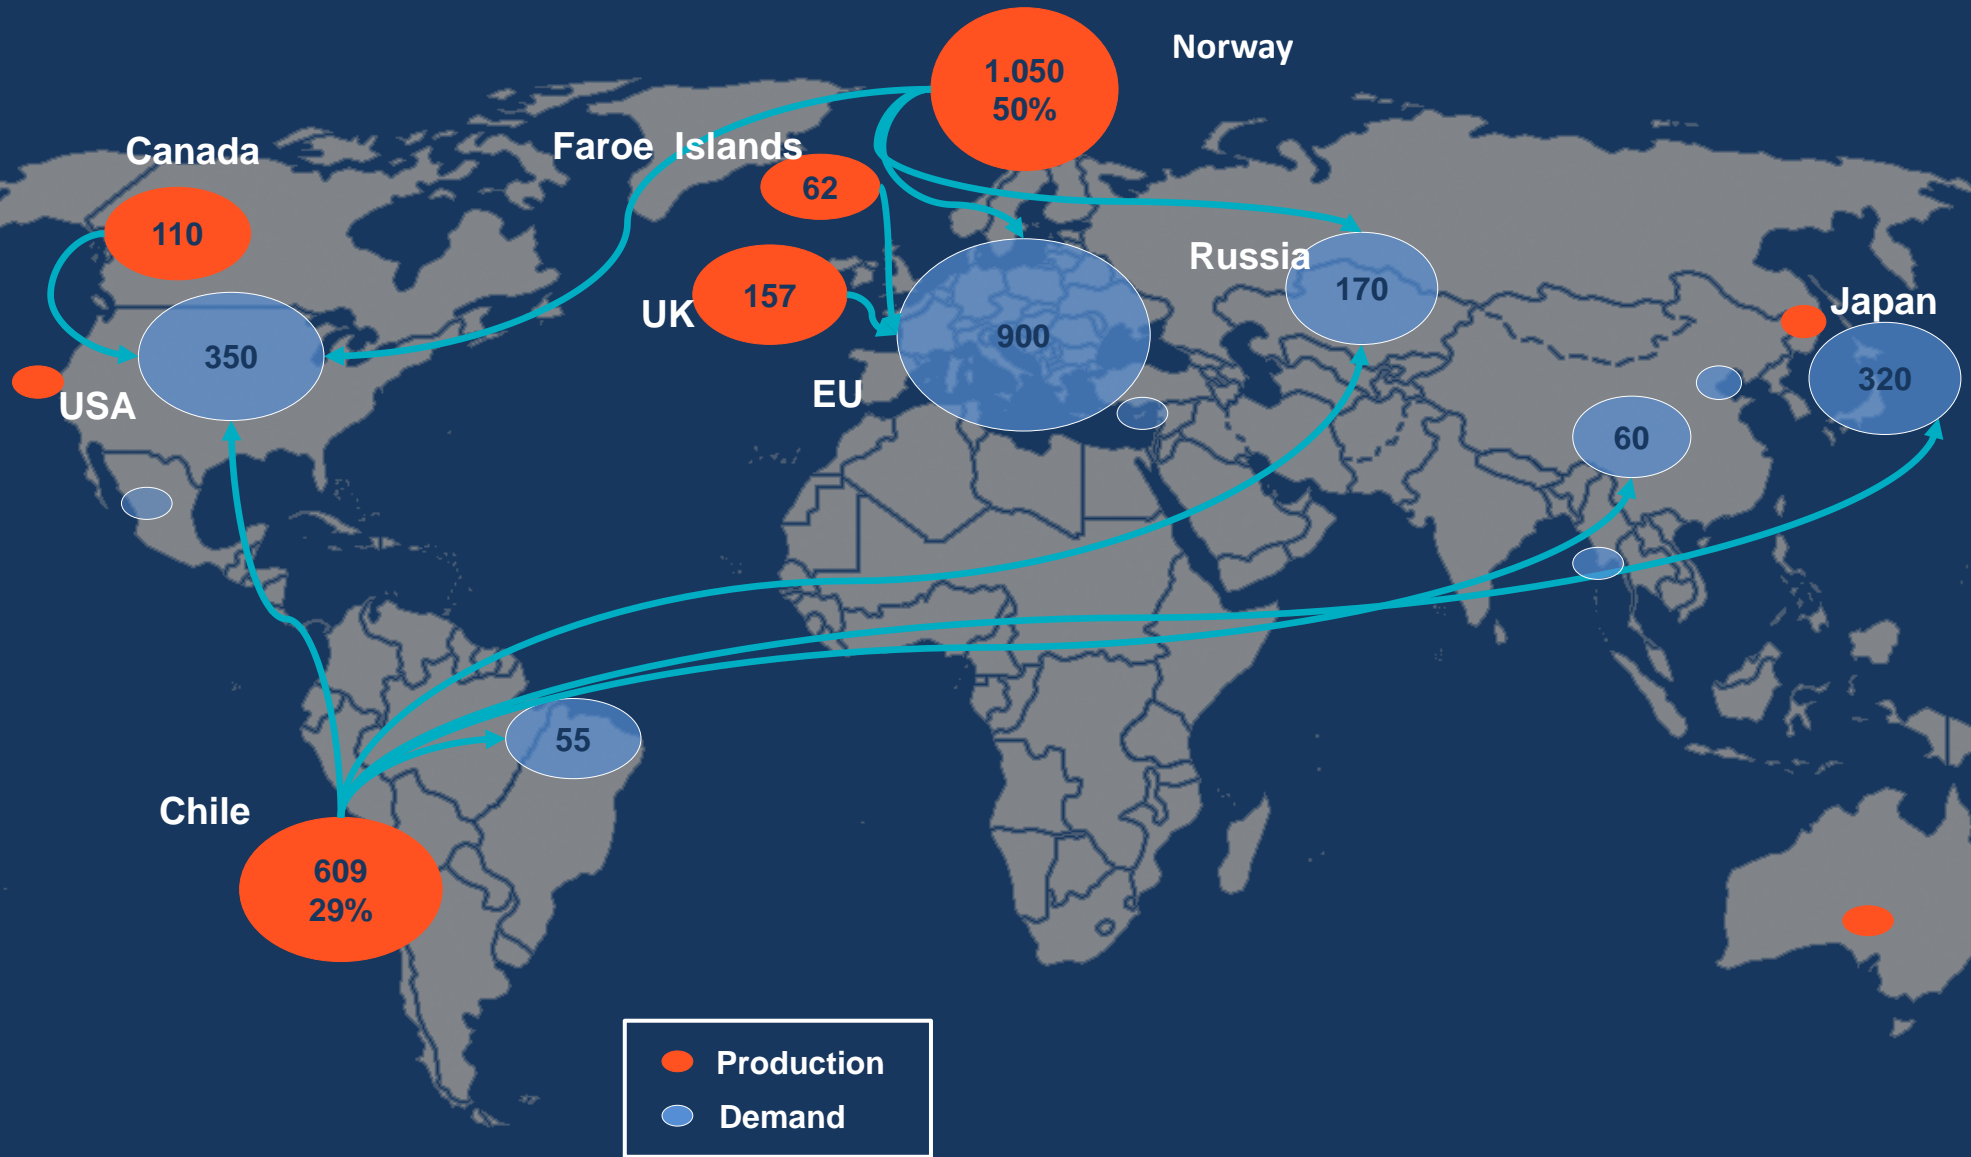 Norway
1.050
50%
Canada
Faroe Islands
62
110
Russia
170
157
UK
Japan
900
350
320
EU
USA
60
55
Chile
609
29%
Production
Demand